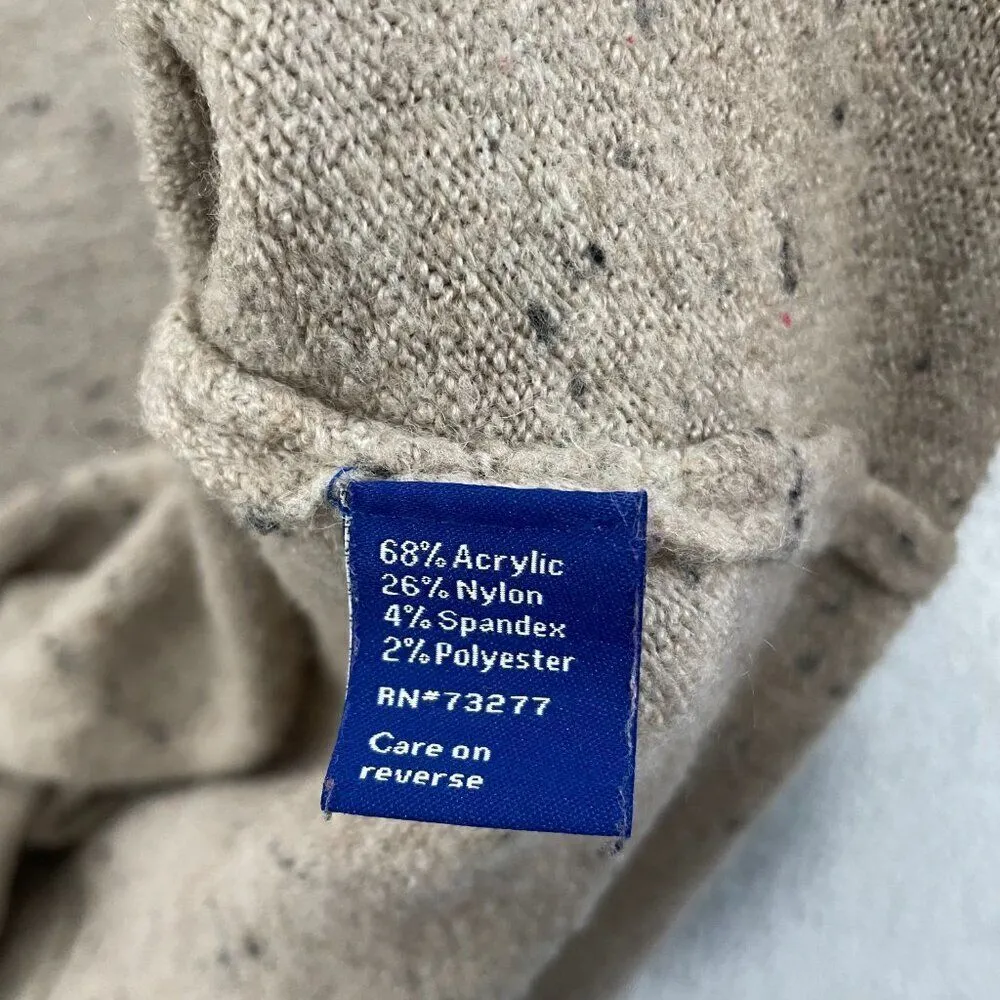 68% Acrylic
26% Nylon
4% Spandex
2% Polyester
RN#73277
Care on
reverse